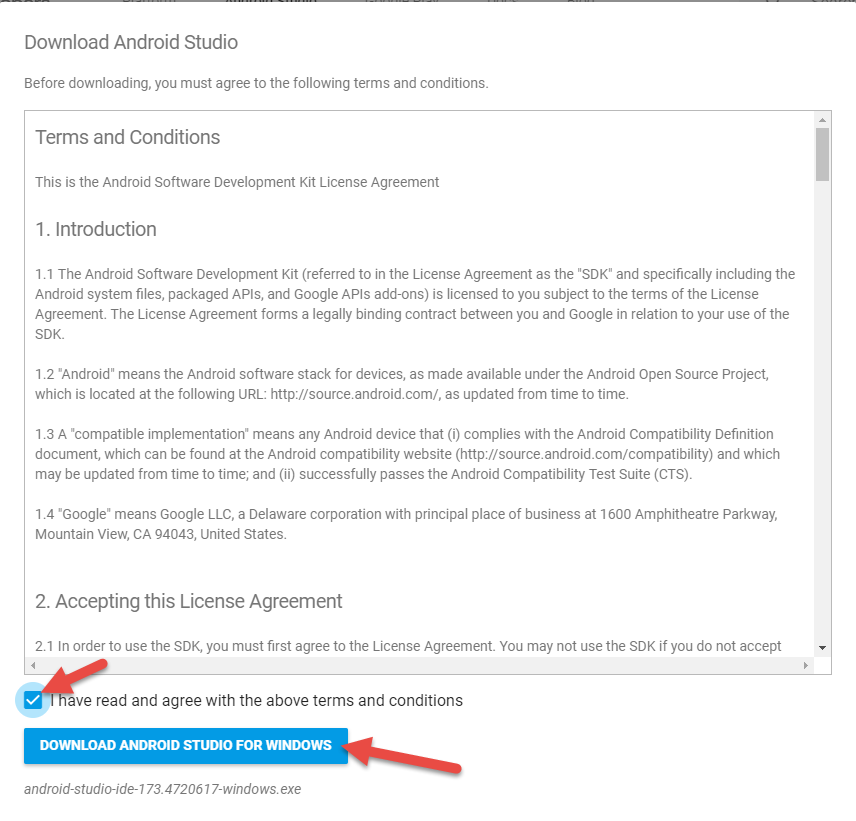 Download Android Studio
Before downloading, you must agree to the following terms and conditions.
Terms and Conditions
This is the Android Software Development Kit License Agreement
1. Introduction
1.1 The Android Software Development Kit (referred to in the License Agreement as the "SDK" and specifically including the
Android system files, packaged APIs, and Google APIs add-ons) is licensed to you subject to the terms of the License
Agreement. The License Agreement forms a legally binding contract between you and Google in relation to your use of the
SDK.
1.2 "Android" means the Android software stack for devices, as made available under the Android Open Source Project,
which is located at the following URL: http://source.android.com/, as updated from time to time.
1.3 A "compatible implementation" means any Android device that (i) complies with the Android Compatibility Definition
document, which can be found at the Android compatibility website (http://source.android.com/compatibility) and which
may be updated from time to time; and (ii) successfully passes the Android Compatibility Test Suite (CTS).
1.4 "Google" means Google LLC, a Delaware corporation with principal place of business at 1600 Amphitheatre Parkway,
Mountain View, CA 94043, United States.
2. Accepting this License Agreement
2.1 In order to use the SDK, you must first agree to the License Agreement. You may not use the SDK if you do not accept
I have read and agree with the above terms and conditions
DOWNLOAD ANDROID STUDIO FOR WINDOWS
android-studio-ide-173.4720617-windows.exe